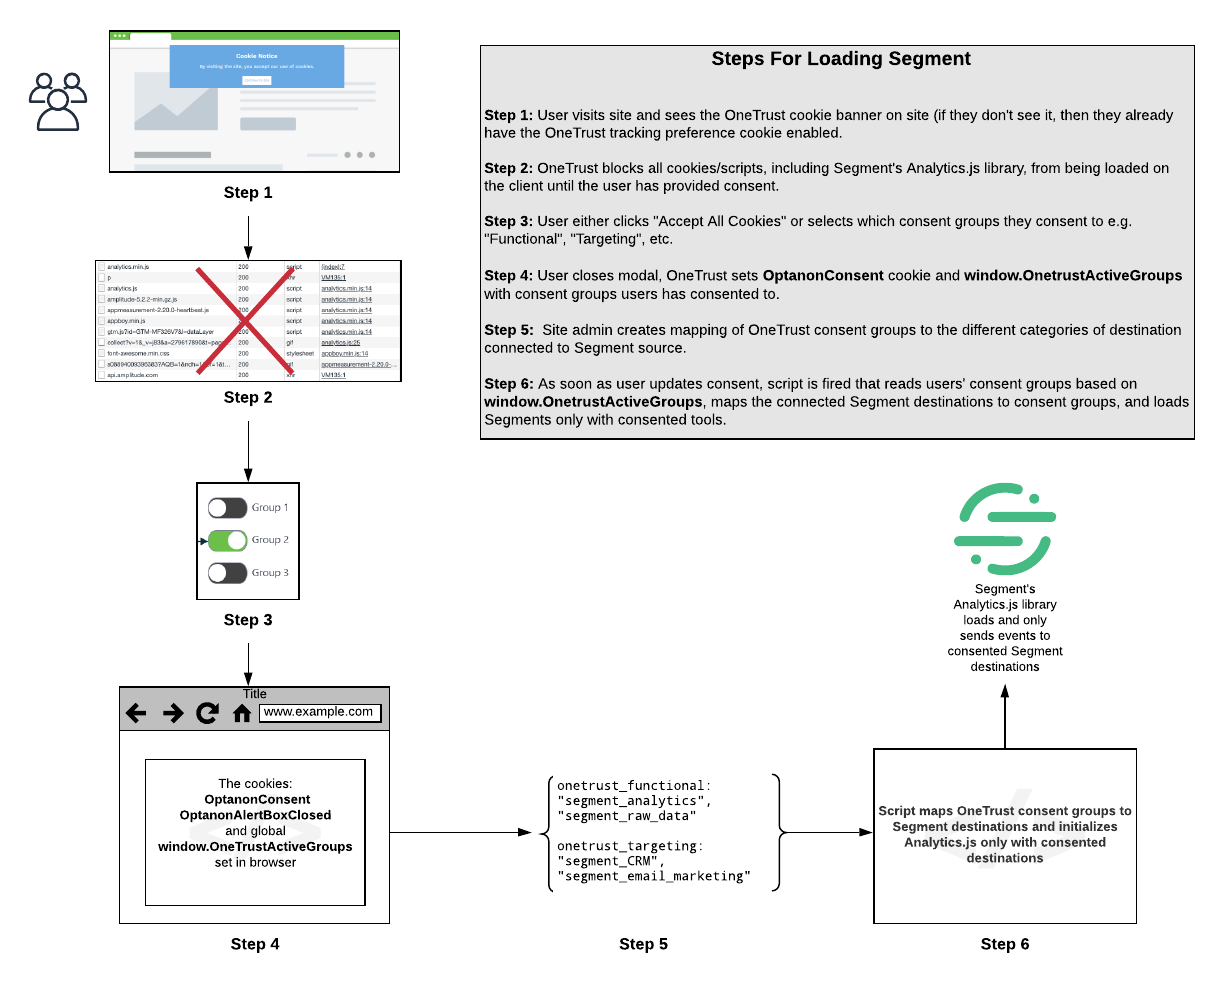 Cookie Notice
By visiting the site, you accept our use of cookies.
Step 1
Steps For Loading Segment
Step 1: User visits site and sees the OneTrust cookie banner on site (if they don't see it, then they already
have the OneTrust tracking preference cookie enabled.
Step 2: OneTrust blocks all cookies/scripts, including Segment's Analytics.js library, from being loaded on
the client until the user has provided consent.
Step 3: User either clicks "Accept All Cookies" or selects which consent groups they consent to e.g.
"Functional", "Targeting", etc.
Step 4: User closes modal, OneTrust sets OptanonConsent cookie and window.OnetrustActiveGroups
with consent groups users has consented to.
Step 5:  Site admin creates mapping of OneTrust consent groups to the different categories of destination
connected to Segment source.
Step 6: As soon as user updates consent, script is fired that reads users' consent groups based on
window.OnetrustActiveGroups, maps the connected Segment destinations to consent groups, and loads
Segments only with consented tools.
analytics.min.js 200 script (index):7
p 200 xhr VM135:1
analytics.js 200 script analytics.min.js:14
amplitude-5.2.2-min.gz.js 200 script analytics.min.js:14
appmeasurement-2.20.0-heartbeat.js 200 script analytics.min.js:14
appboy.min.js 200 script analytics.min.js:14
gtm.js?id=GTM-MF326V7&l=dataLayer 200 script analytics.min.js:14
200 gif analytics.js:25
font-awesome.min.css 200 stylesheet appboy.min.js:14
200 gif appmeasurement-2.20.0-...
api.amplitude.com 200 xhr VM135:1
Step 2
Group 1
Group 2
Group 3
Step 3
Title
www.example.com
The cookies:
OptanonConsent
OptanonAlertBoxClosed
and global
window.OneTrustActiveGroups
set in browser
Step 4
onetrust_functional:
"segment_analytics",
"segment_raw_data"
onetrust_targeting:
"segment_CRM",
"segment_email_marketing"
Step 5
Script maps OneTrust consent groups to
Segment destinations and initializes
Analytics.js only with consented
destinations
Step 6
Segment's
Analytics.js library
loads and only
sends events to
consented Segment
destinations